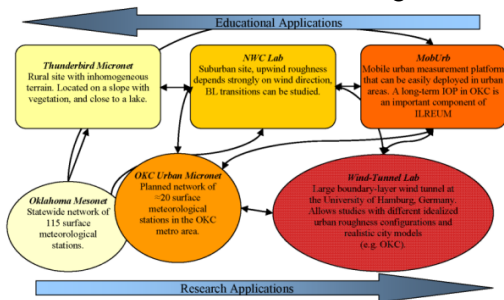 Educational Applications
Thunderbird Micronet
Rural site with inhomogeneous
terrain. Located on a slope with
vegetation, and close to a lake.
NWC Lab
Suburban site, upwind roughness
depends strongly on wind direction,
BL transitions can be studied.
MobUrb
Mobile urban measurement platform
that can be easily deployed in urban
areas. A long-term IOP in OKC is
an important component of
ILREUM
Oklahoma Mesonet
Statewide network of
115 surface
meteorological
stations.
OKC Urban Micronet
Planned network of
≈20 surface
meteorological
stations in the OKC
metro area.
Wind-Tunnel Lab
Large boundary-layer wind tunnel at
the University of Hamburg, Germany.
Allows studies with different idealized
urban roughness configurations and
realistic city models
(e.g. OKC).
Research Applications